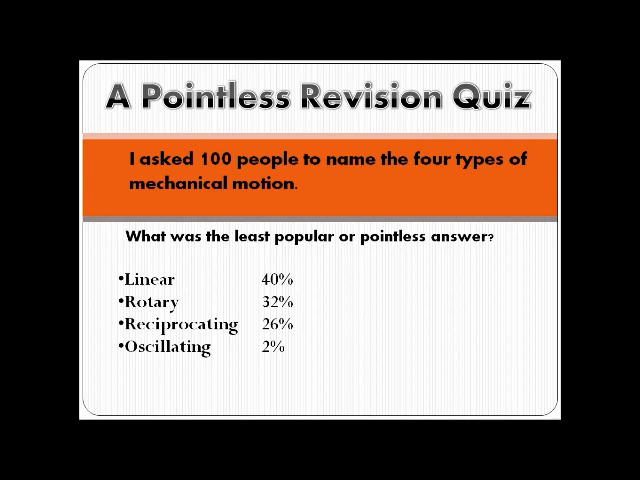 A Pointless Revision Quiz
I asked 100 people to name the four types of
mechanical motion.
What was the least popular or pointless answer?
•Linear 40%
•Rotary 32%
•Reciprocating 26%
•Oscillating 2%